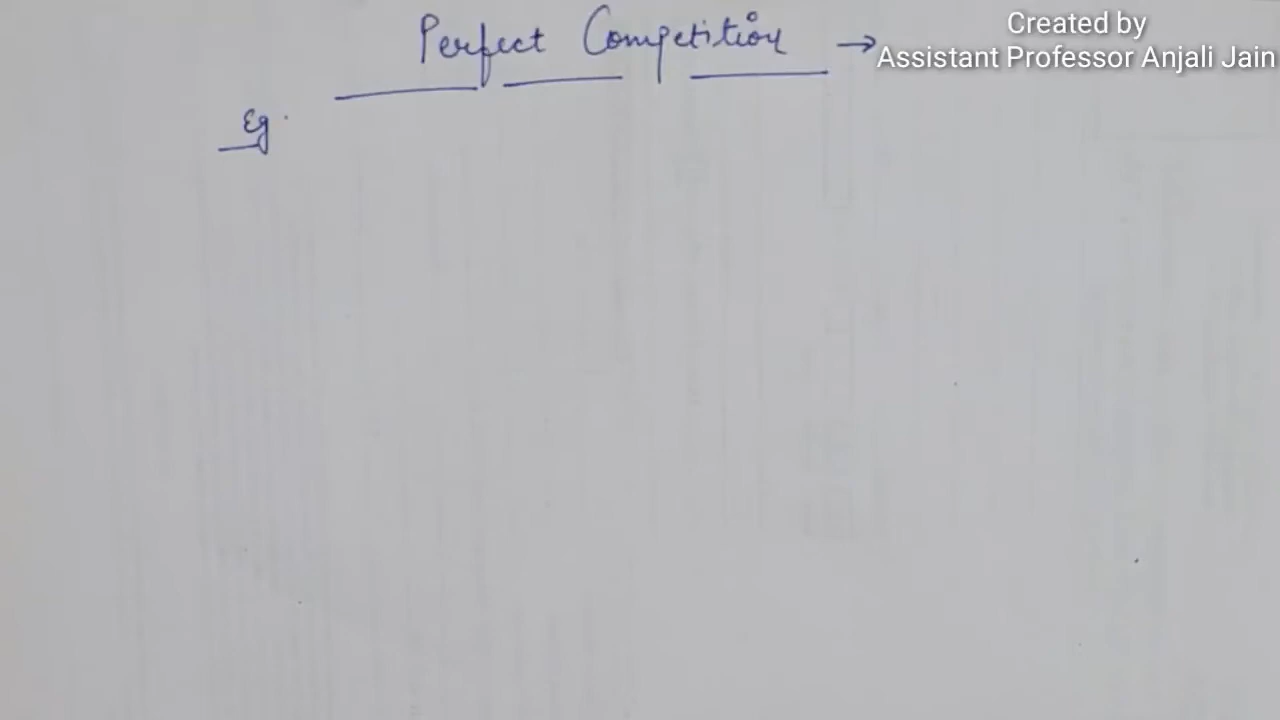 Perfect Competition →
Created by
Assistant Professor Anjali Jain
Eg.